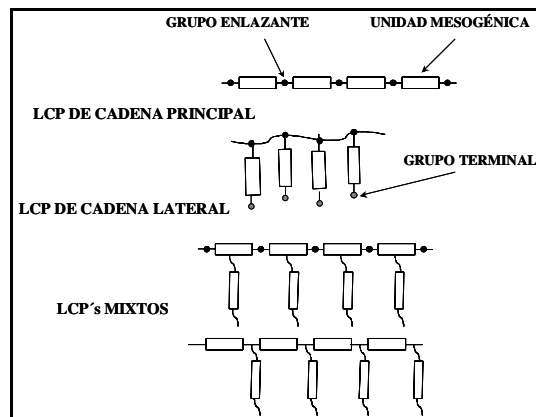 GRUPO ENLAZANTE
UNIDAD MESOGÉNICA
LCP DE CADENA PRINCIPAL
GRUPO TERMINAL
LCP DE CADENA LATERAL
LCP´s MIXTOS